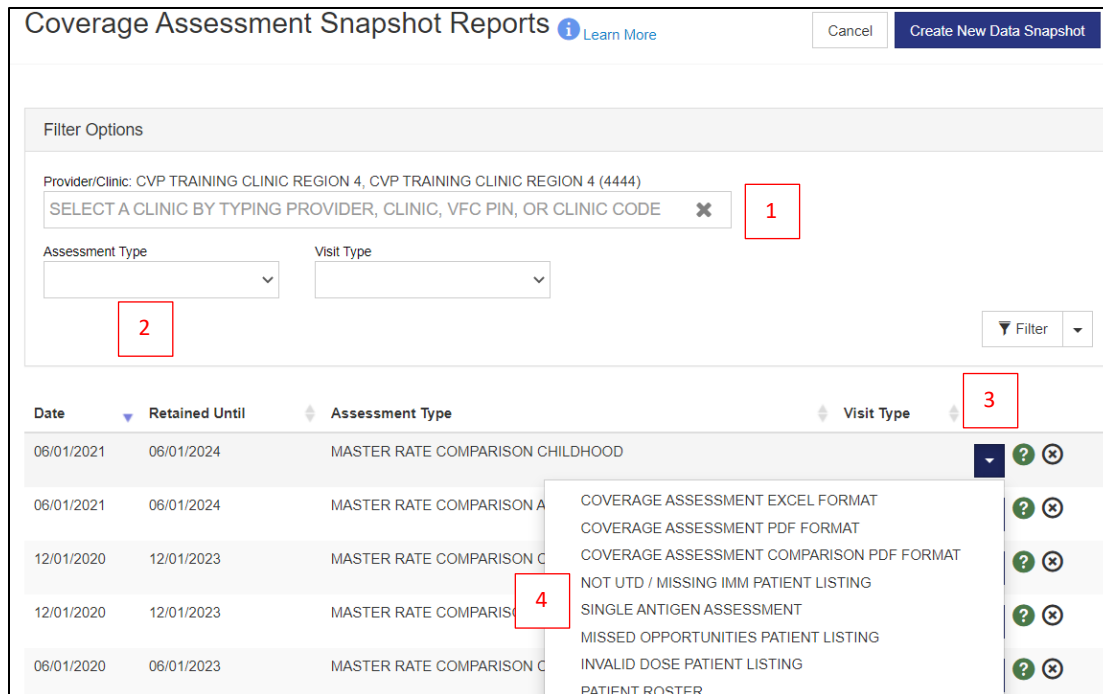 Coverage Assessment Snapshot Reports i Learn More
Cancel
Create New Data Snapshot
Filter Options
Provider/Clinic: CVP TRAINING CLINIC REGION 4, CVP TRAINING CLINIC REGION 4 (4444)
SELECT A CLINIC BY TYPING PROVIDER, CLINIC, VFC PIN, OR CLINIC CODE
1
Assessment Type
Visit Type
2
Filter
3
Date Retained Until Assessment Type Visit Type
06/01/2021 06/01/2024 MASTER RATE COMPARISON CHILDHOOD ?
06/01/2021 06/01/2024 MASTER RATE COMPARISON A ?
12/01/2020 12/01/2023 MASTER RATE COMPARISON C ?
12/01/2020 12/01/2023 MASTER RATE COMPARIS ?
06/01/2020 06/01/2023 MASTER RATE COMPARISON C ?
4
COVERAGE ASSESSMENT EXCEL FORMAT
COVERAGE ASSESSMENT PDF FORMAT
COVERAGE ASSESSMENT COMPARISON PDF FORMAT
NOT UTD / MISSING IMM PATIENT LISTING
SINGLE ANTIGEN ASSESSMENT
MISSED OPPORTUNITIES PATIENT LISTING
INVALID DOSE PATIENT LISTING
PATIENT ROSTER